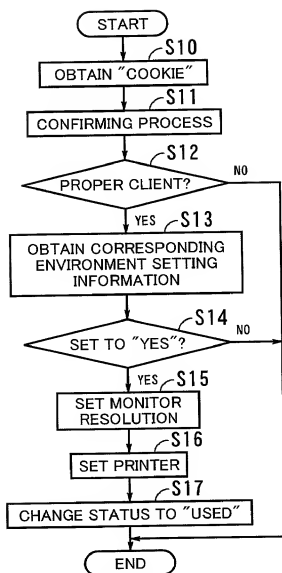 START
S10
OBTAIN "COOKIE"
S11
CONFIRMING PROCESS
S12
PROPER CLIENT?
NO
YES
S13
OBTAIN CORRESPONDING
ENVIRONMENT SETTING
INFORMATION
S14
SET TO "YES"?
NO
YES
S15
SET MONITOR
RESOLUTION
S16
SET PRINTER
S17
CHANGE STATUS TO "USED"
END